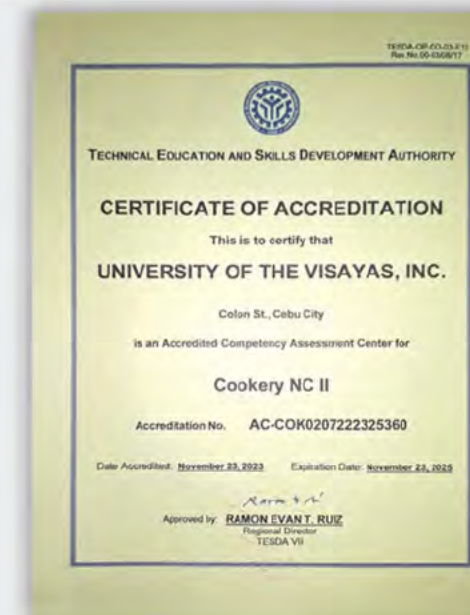 TESDA-OP-CO-03-F11
Rev.No.00-03/08/17
TECHNICAL EDUCATION AND SKILLS DEVELOPMENT AUTHORITY
CERTIFICATE OF ACCREDITATION
This is to certify that
UNIVERSITY OF THE VISAYAS, INC.
Colon St., Cebu City
is an Accredited Competency Assessment Center for
Cookery NC II
Accreditation No. AC-COK0207222325360
Date Accredited: November 23, 2023 Expiration Date: November 23, 2025
Approved by: RAMON EVAN T. RUIZ
Regional Director
TESDA VII